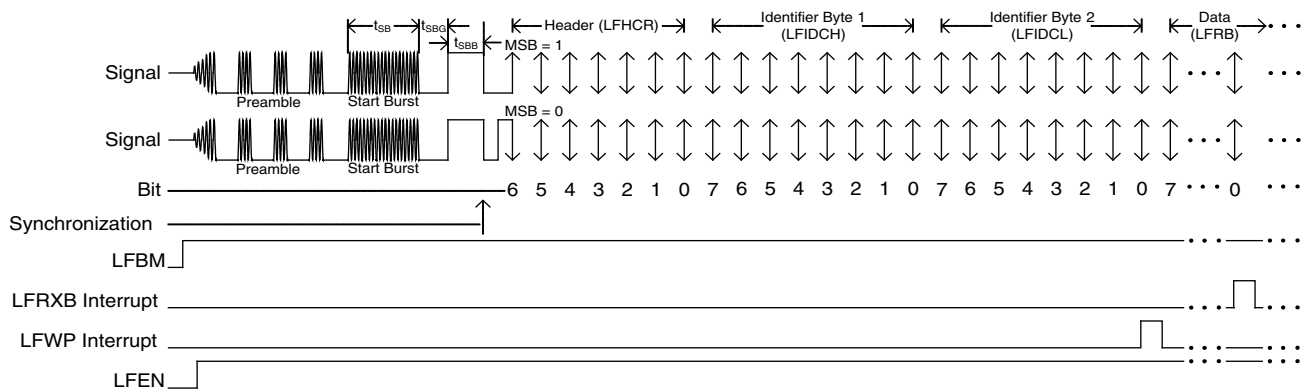 tSB
tSBG
tSBB
Header (LFHCR)
Identifier Byte 1
(LFIDCH)
Identifier Byte 2
(LFIDCL)
Data
(LFRB)
• • •
MSB = 1
Signal
• • •
• • •
Preamble
Start Burst
MSB = 0
Signal
• • •
• • •
Preamble
Start Burst
Bit 6 5 4 3 2 1 0 7 6 5 4 3 2 1 0 7 6 5 4 3 2 1 0 7 • • • 0 • • •
Synchronization
LFBM • • • • • •
LFRXB Interrupt • • • • • •
LFWP Interrupt • • • • • •
LFEN • • • • • •